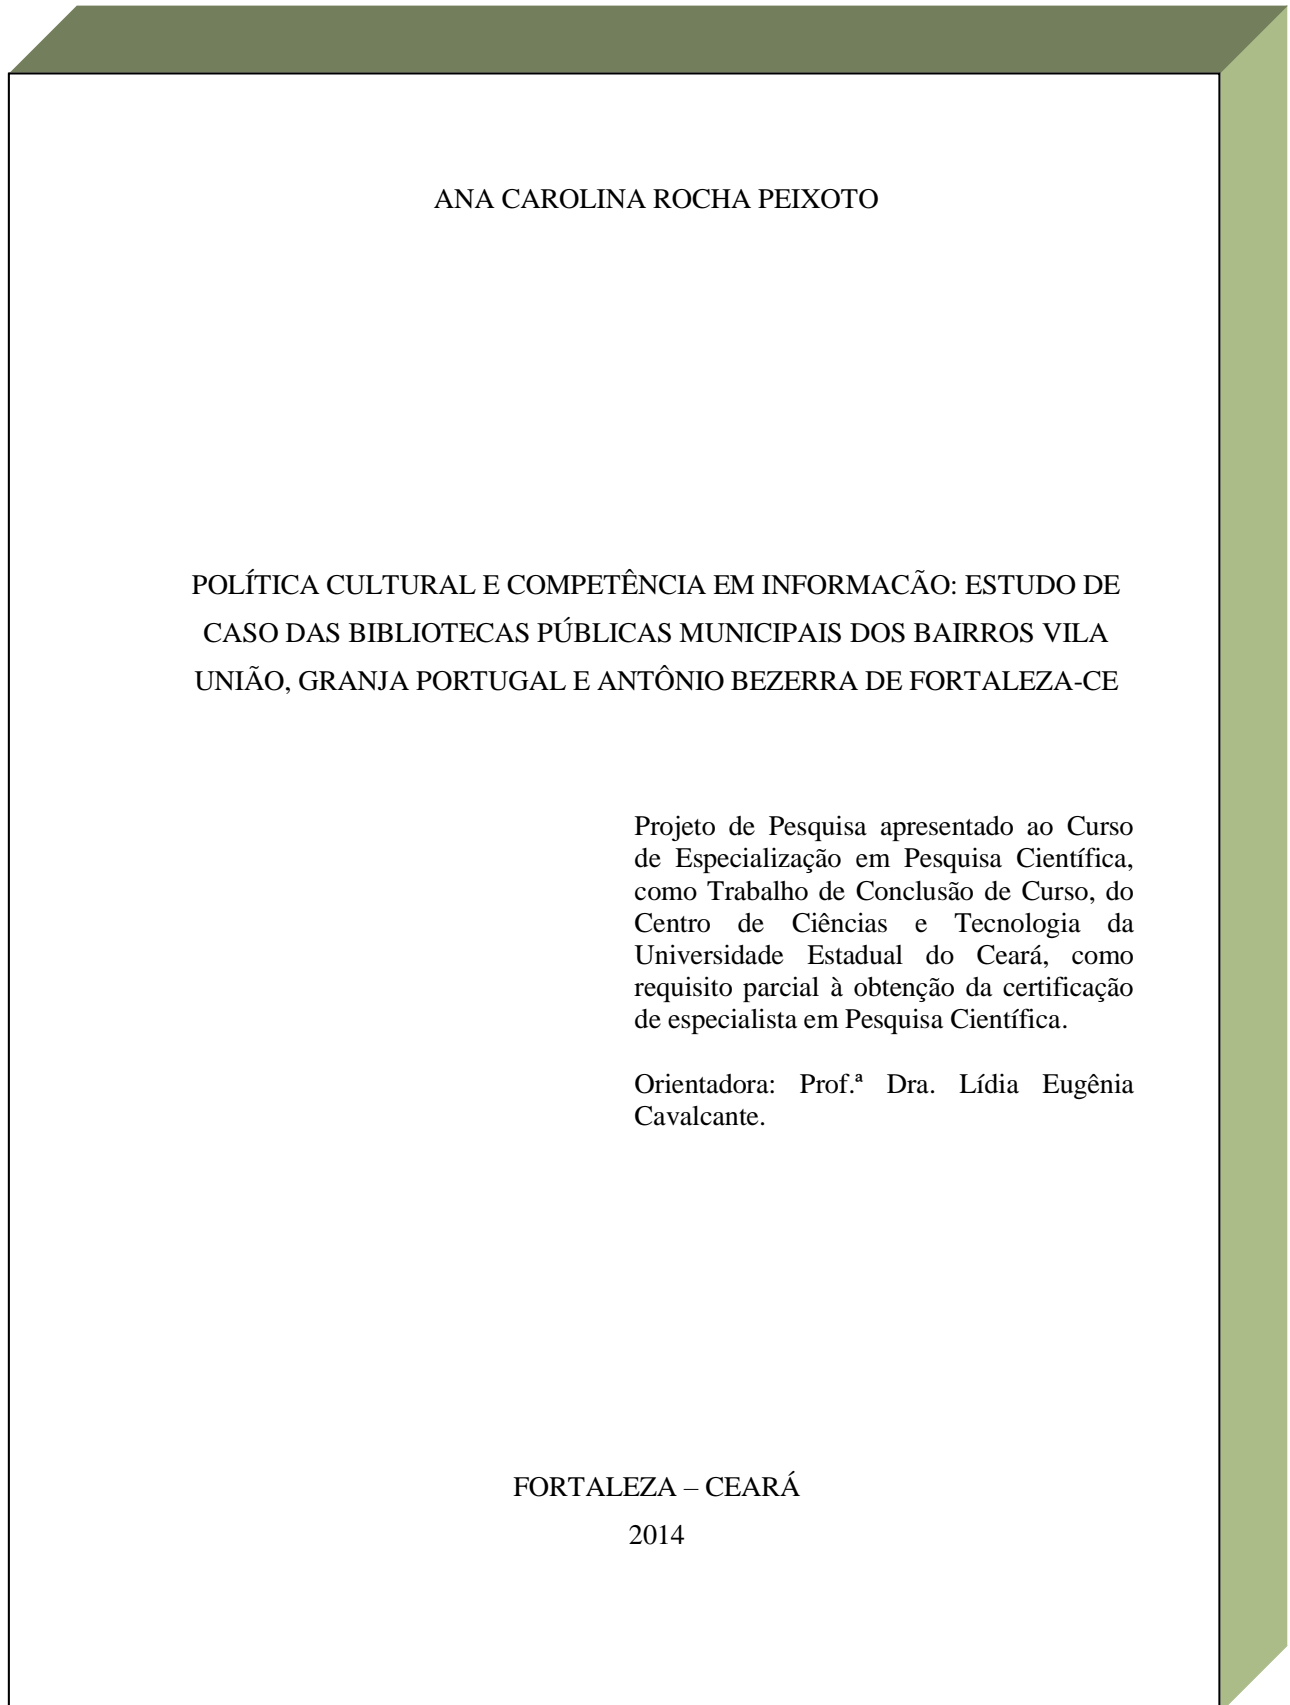 ANA CAROLINA ROCHA PEIXOTO
POLÍTICA CULTURAL E COMPETÊNCIA EM INFORMACÃO: ESTUDO DE
CASO DAS BIBLIOTECAS PÚBLICAS MUNICIPAIS DOS BAIRROS VILA
UNIÃO, GRANJA PORTUGAL E ANTÔNIO BEZERRA DE FORTALEZA-CE
Projeto de Pesquisa apresentado ao Curso
de Especialização em Pesquisa Científica,
como Trabalho de Conclusão de Curso, do
Centro de Ciências e Tecnologia da
Universidade Estadual do Ceará, como
requisito parcial à obtenção da certificação
de especialista em Pesquisa Científica.
Orientadora: Prof.ª Dra. Lídia Eugênia
Cavalcante.
FORTALEZA – CEARÁ
2014